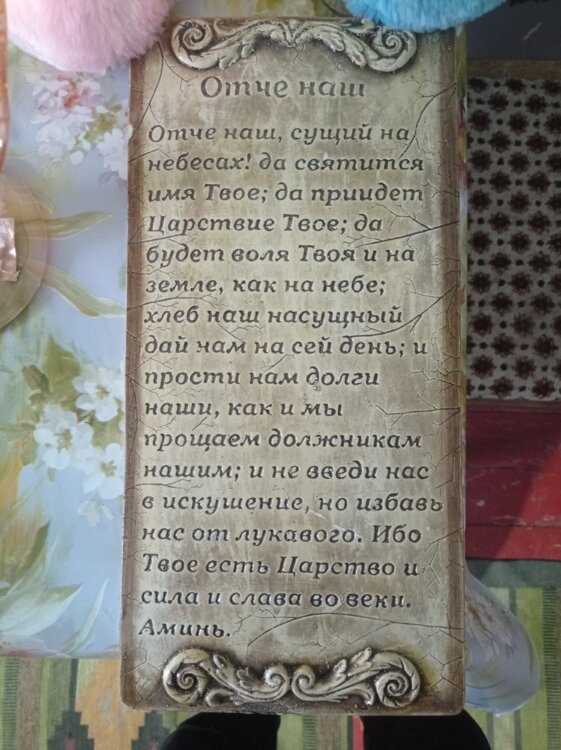 Отче наш
Отче наш, сущий на
небесах! да святится
имя Твое; да приидет
Царствие Твое; да
будет воля Твоя и на
земле, как на небе;
хлеб наш насущный
дай нам на сей день; и
прости нам долги
наши, как и мы
прощаем должникам
нашим; и не введи нас
в искушение, но избавь
нас от лукавого. Ибо
Твое есть Царство и
сила и слава во веки.
Аминь.